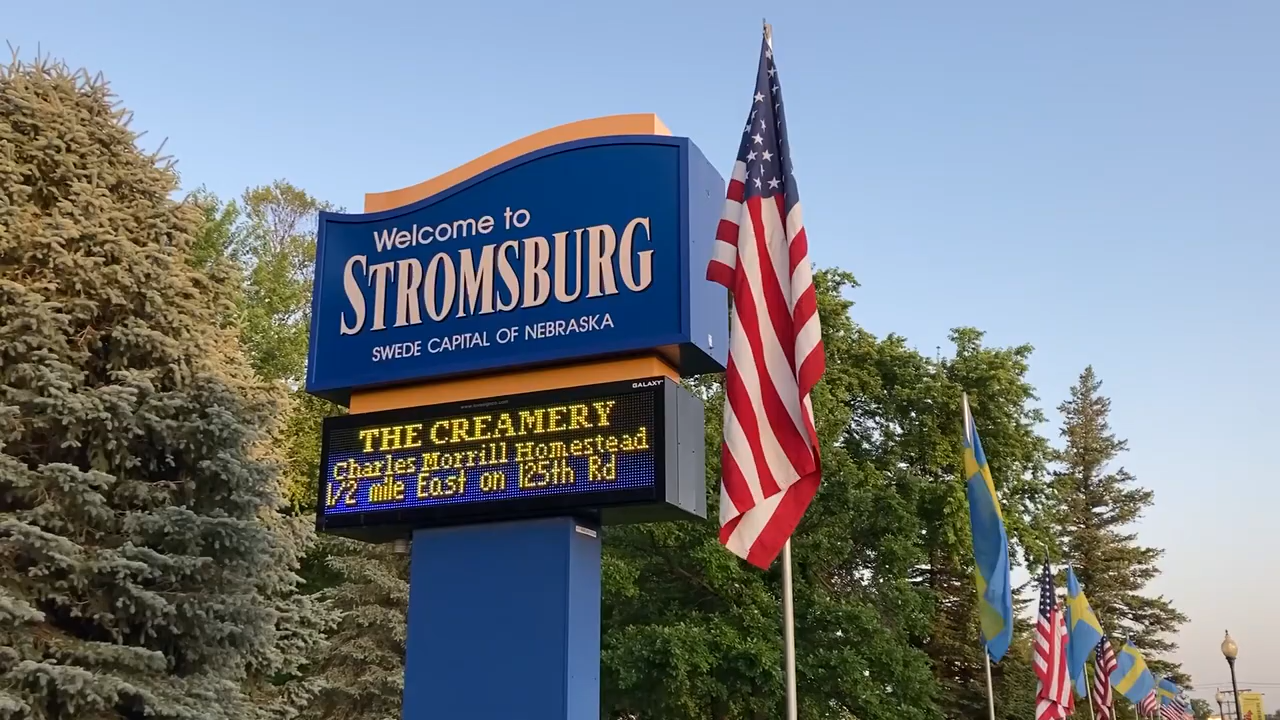 Welcome to
STROMSBURG
SWEDE CAPITAL OF NEBRASKA
GALAXY
THE CREAMERY
Charles Morrill Homestead
1/2 mile East on 125th Rd